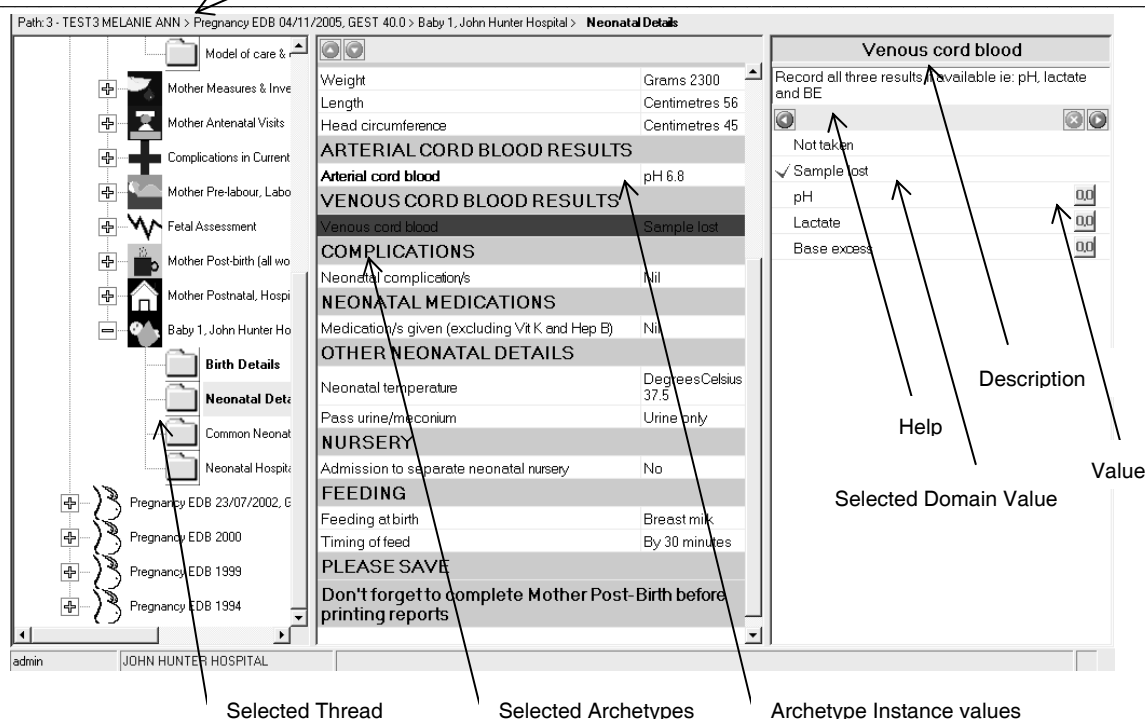 Path: 3 - TEST3 MELANIE ANN > Pregnancy EDB 04/11/2005, GEST 40.0 > Baby 1, John Hunter Hospital > Neonatal Details
Model of care &
Mother Measures & Inve
Mother Antenatal Visits
Complications in Current
Mother Pre-labour, Labo
Fetal Assessment
Mother Post-birth (all wo
Mother Postnatal, Hospi
Baby 1, John Hunter Ho
Birth Details
Neonatal Deta
Common Neonat
Neonatal Hospita
Pregnancy EDB 23/07/2002, G
Pregnancy EDB 2000
Pregnancy EDB 1999
Pregnancy EDB 1994
Weight Grams 2300
Length Centimetres 56
Head circumference Centimetres 45
ARTERIAL CORD BLOOD RESULTS
Arterial cord blood pH 6.8
VENOUS CORD BLOOD RESULTS
Venous cord blood Sample lost
COMPLICATIONS
Neonatal complication/s Nil
NEONATAL MEDICATIONS
Medication/s given (excluding Vit K and Hep B) Nil
OTHER NEONATAL DETAILS
Neonatal temperature DegreesCelsius
37.5
Pass urine/meconium Urine only
NURSERY
Admission to separate neonatal nursery No
FEEDING
Feeding at birth Breast milk
Timing of feed By 30 minutes
PLEASE SAVE
Don't forget to complete Mother Post-Birth before
printing reports
Venous cord blood
Record all three results if available ie: pH, lactate
and BE
Not taken
Sample lost
pH 0,0
Lactate 0,0
Base excess 0,0
Description
Help
Value
Selected Domain Value
admin JOHN HUNTER HOSPITAL
Selected Thread Selected Archetypes Archetype Instance values